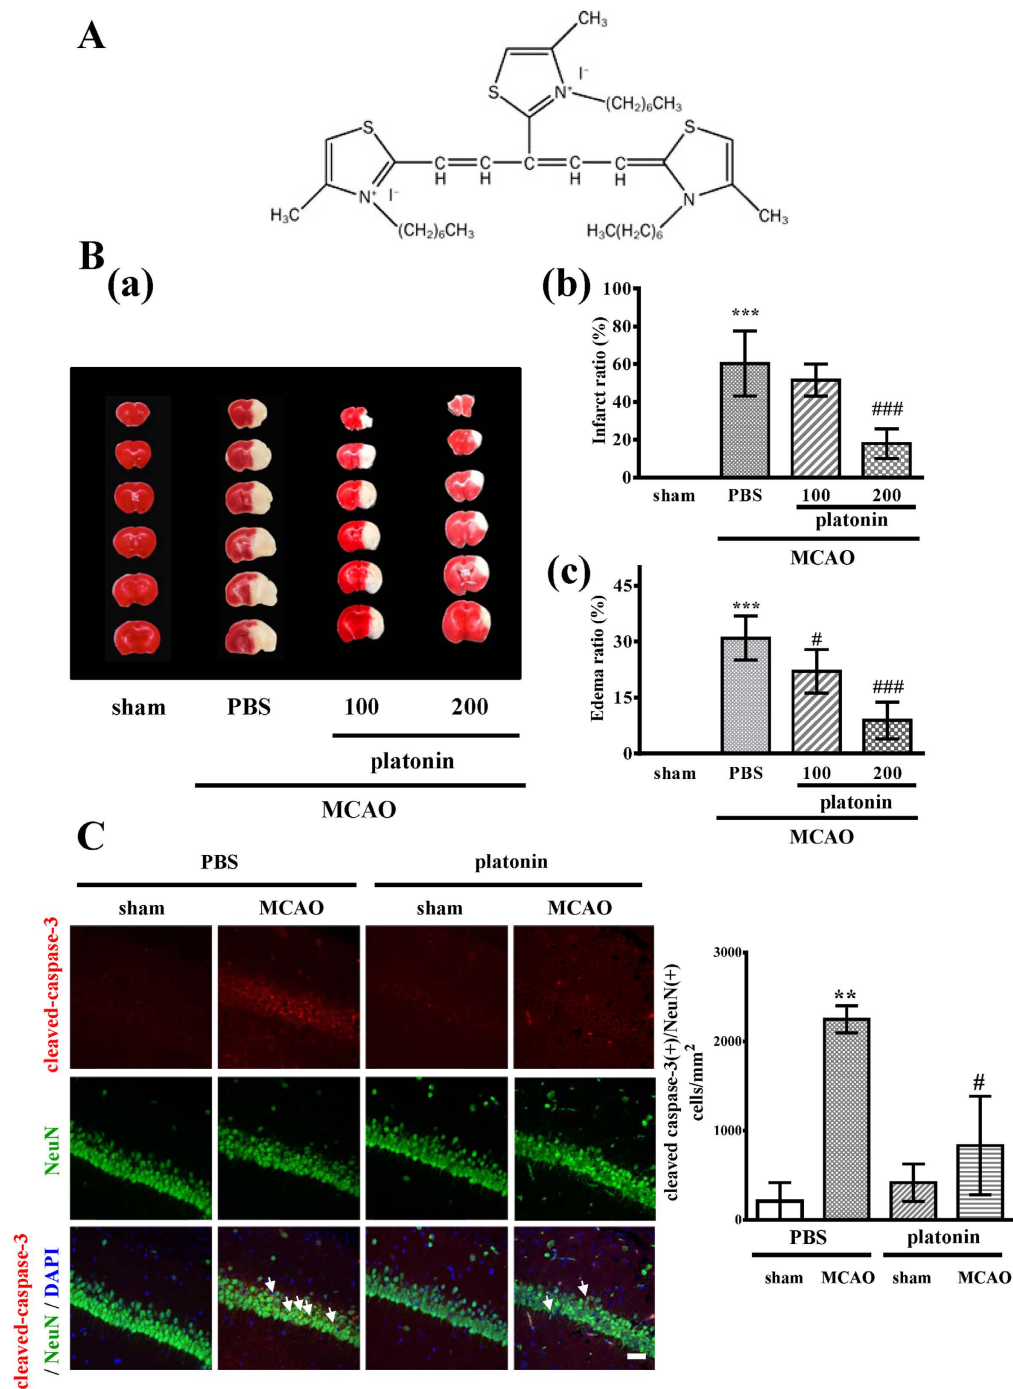 A
CH₃
S
N⁺
I⁻
(CH₂)₆CH₃
S
C
H
C
H
C
C
H
C
H
S
H₃C
N⁺
I⁻
(CH₂)₆CH₃
N
H₃C(H₂C)₆
CH₃
B
(a)
sham
PBS
100
200
platonin
MCAO
(b)
Infarct ratio (%)
100
80
60
40
20
0
***
###
sham
PBS
100
200
platonin
MCAO
(c)
Edema ratio (%)
45
30
15
0
***
#
###
sham
PBS
100
200
platonin
MCAO
C
PBS
platonin
sham
MCAO
sham
MCAO
cleaved-caspase-3
NeuN
cleaved-caspase-3
/ NeuN / DAPI
cleaved caspase-3(+)/NeuN(+)
cells/mm²
3000
2000
1000
0
**
#
PBS
platonin
sham
MCAO
sham
MCAO